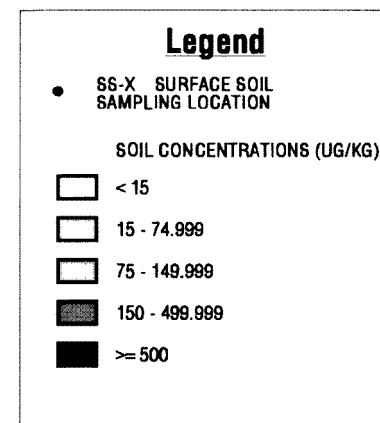 Legend
SS-X SURFACE SOIL
SAMPLING LOCATION
SOIL CONCENTRATIONS (UG/KG)
< 15
15 - 74.999
75 - 149.999
150 - 499.999
>= 500